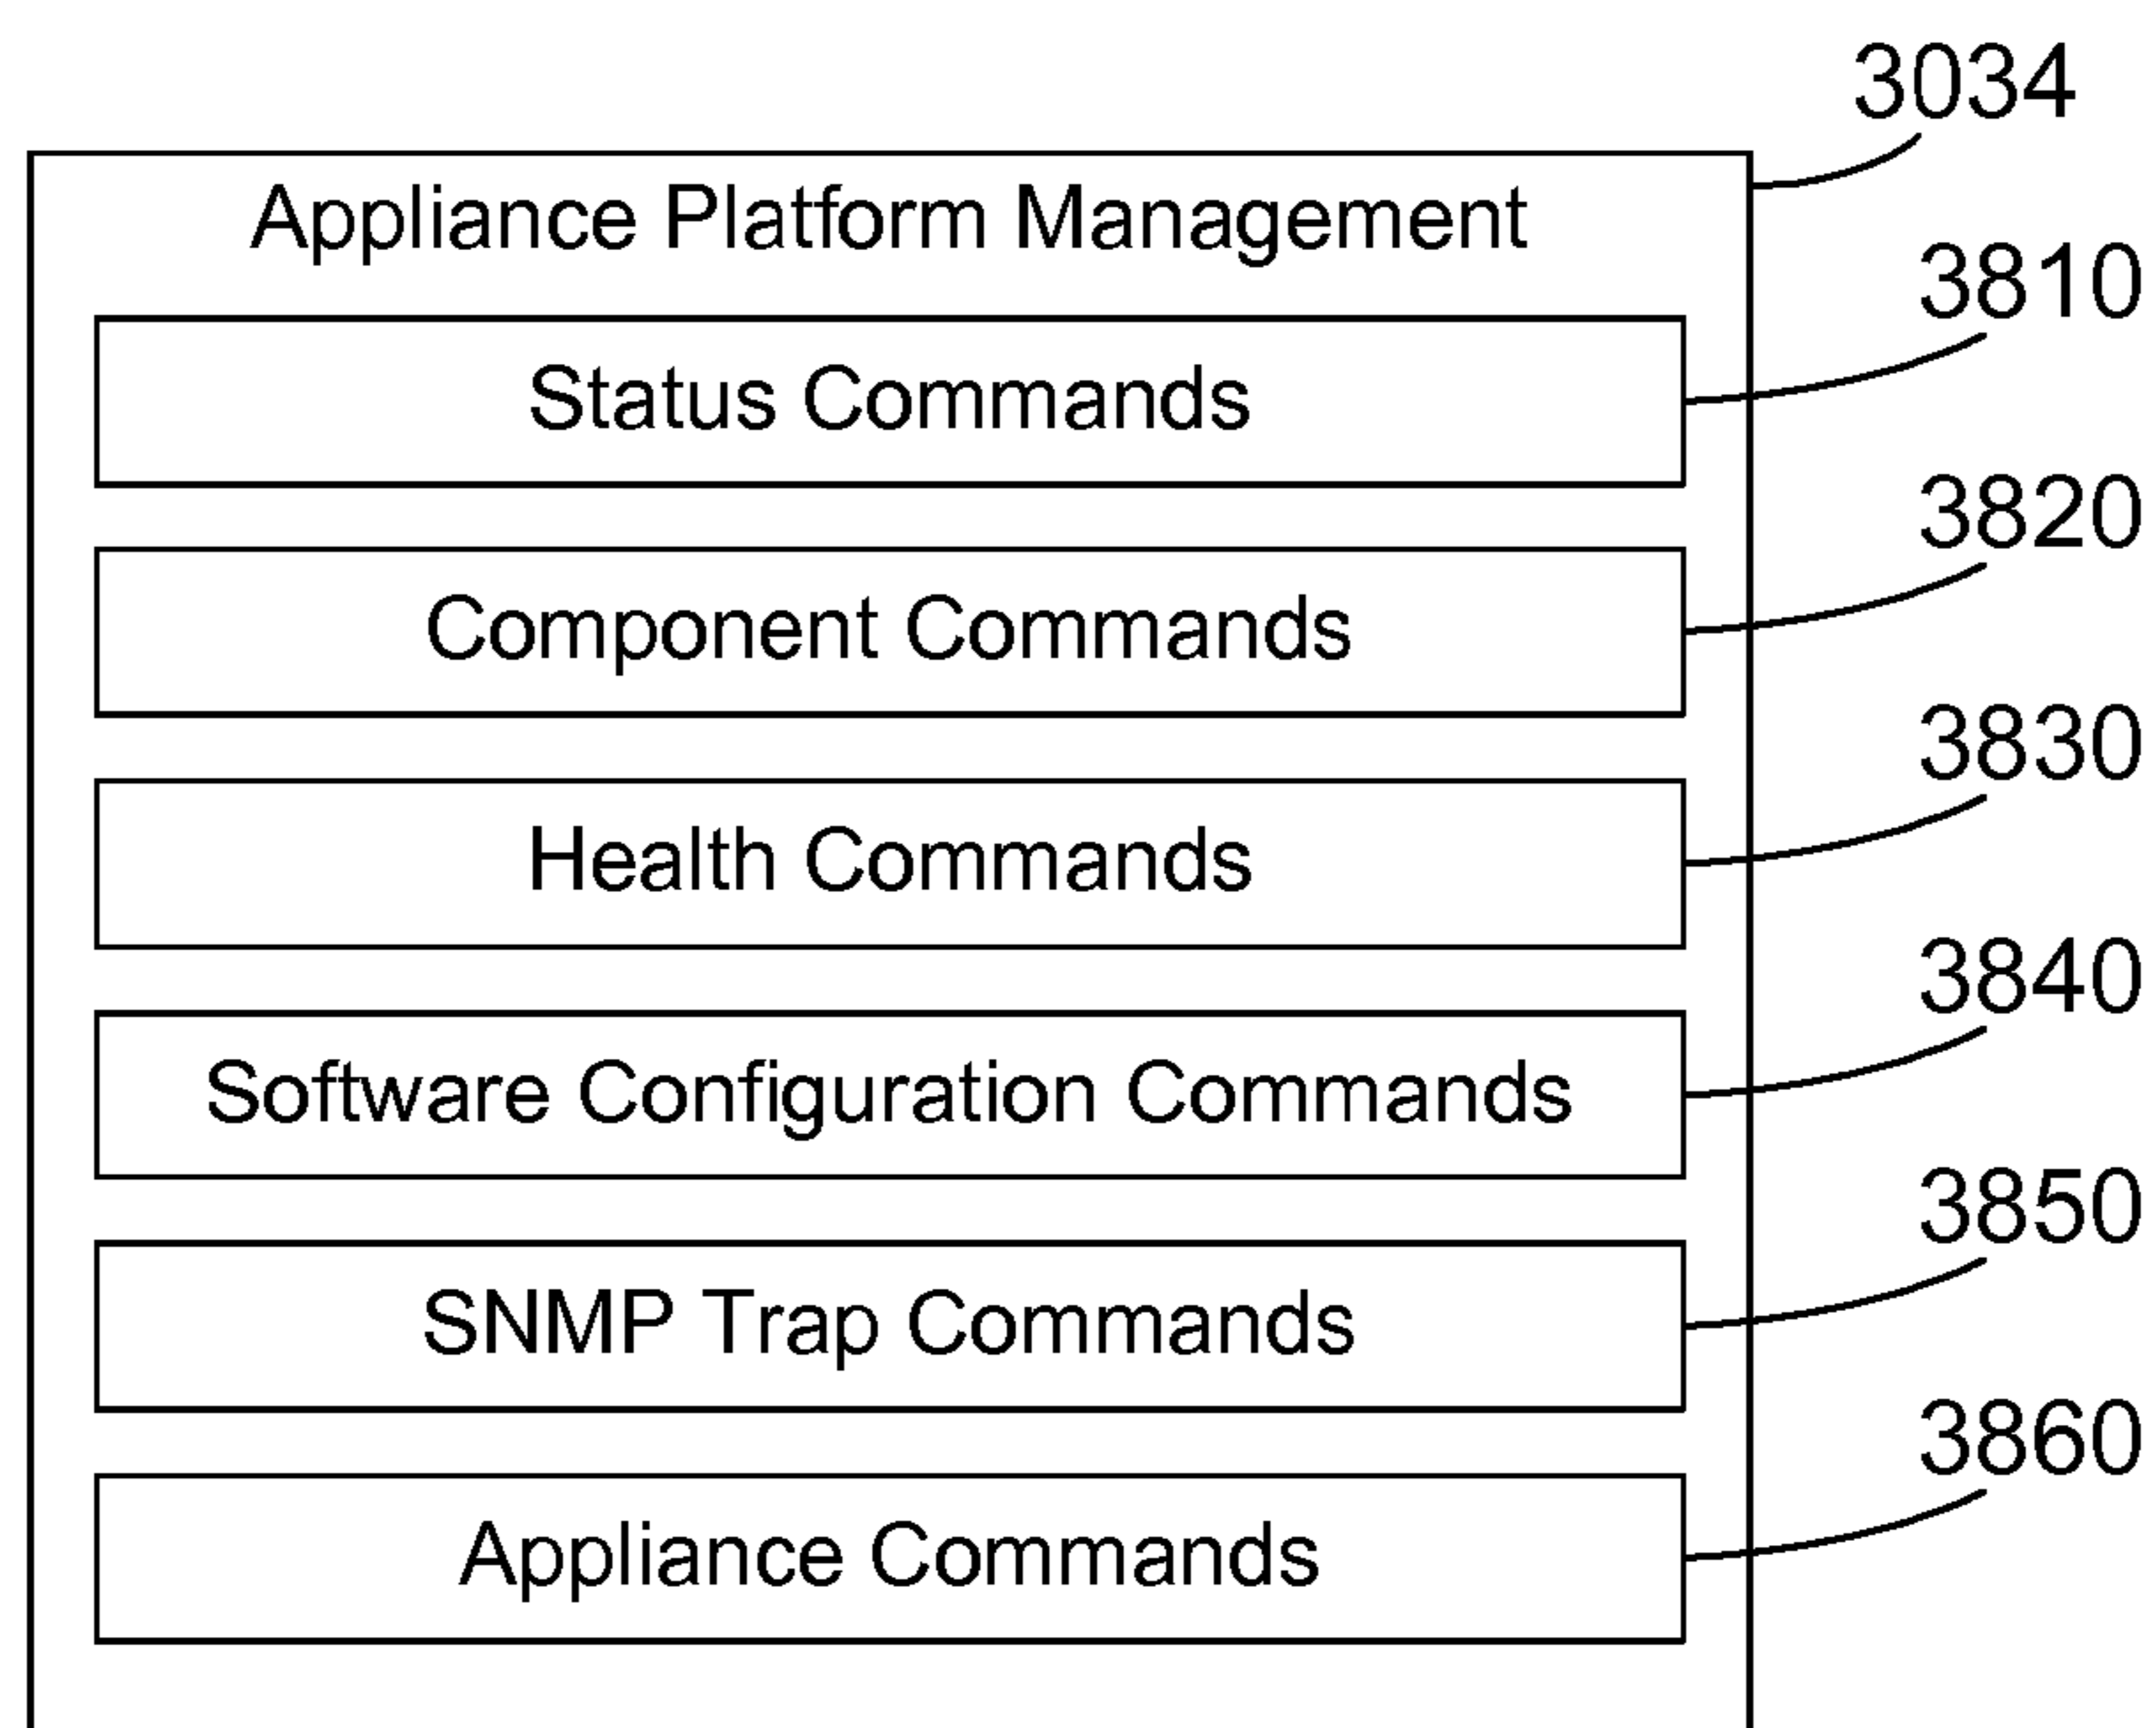 3034
Appliance Platform Management
3810
Status Commands
3820
Component Commands
3830
Health Commands
3840
Software Configuration Commands
3850
SNMP Trap Commands
3860
Appliance Commands